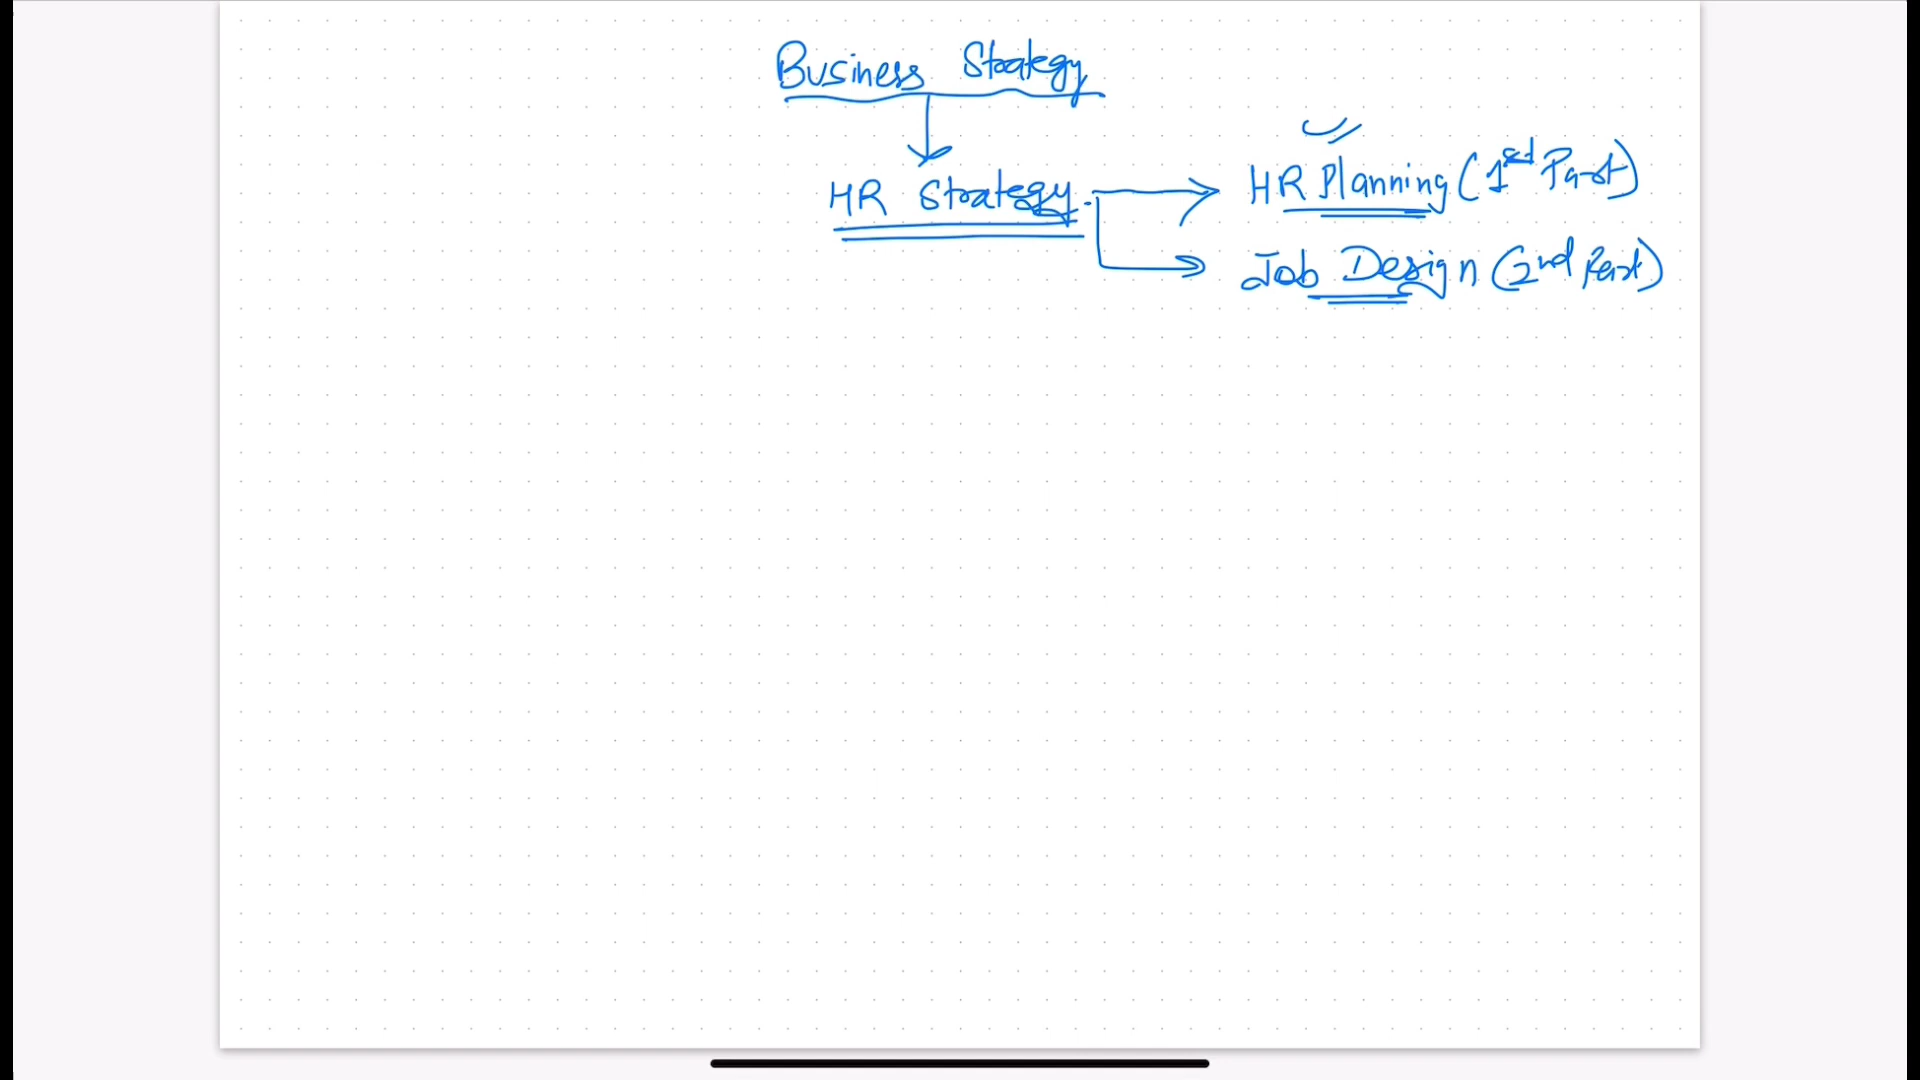 Business Strategy
HR Strategy
HR Planning (1st Part)
Job Design (2nd Part)